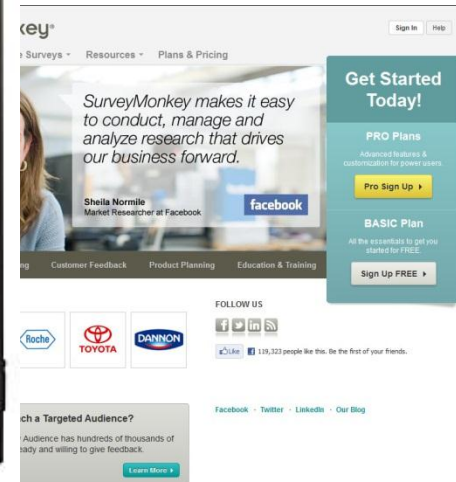 key®
Sign In Help
Surveys Resources Plans & Pricing
SurveyMonkey makes it easy
to conduct, manage and
analyze research that drives
our business forward.
Sheila Normile
Market Researcher at Facebook
facebook
Get Started
Today!
PRO Plans
Advanced features &
customization for power users.
Pro Sign Up
BASIC Plan
All the essentials to get you
started for FREE.
Sign Up FREE
Customer Feedback Product Planning Education & Training
FOLLOW US
Roche
TOYOTA
DANNON
Like 119,323 people like this. Be the first of your friends.
Facebook - Twitter - LinkedIn - Our Blog
ch a Targeted Audience?
Audience has hundreds of thousands of
eady and willing to give feedback.
Learn More